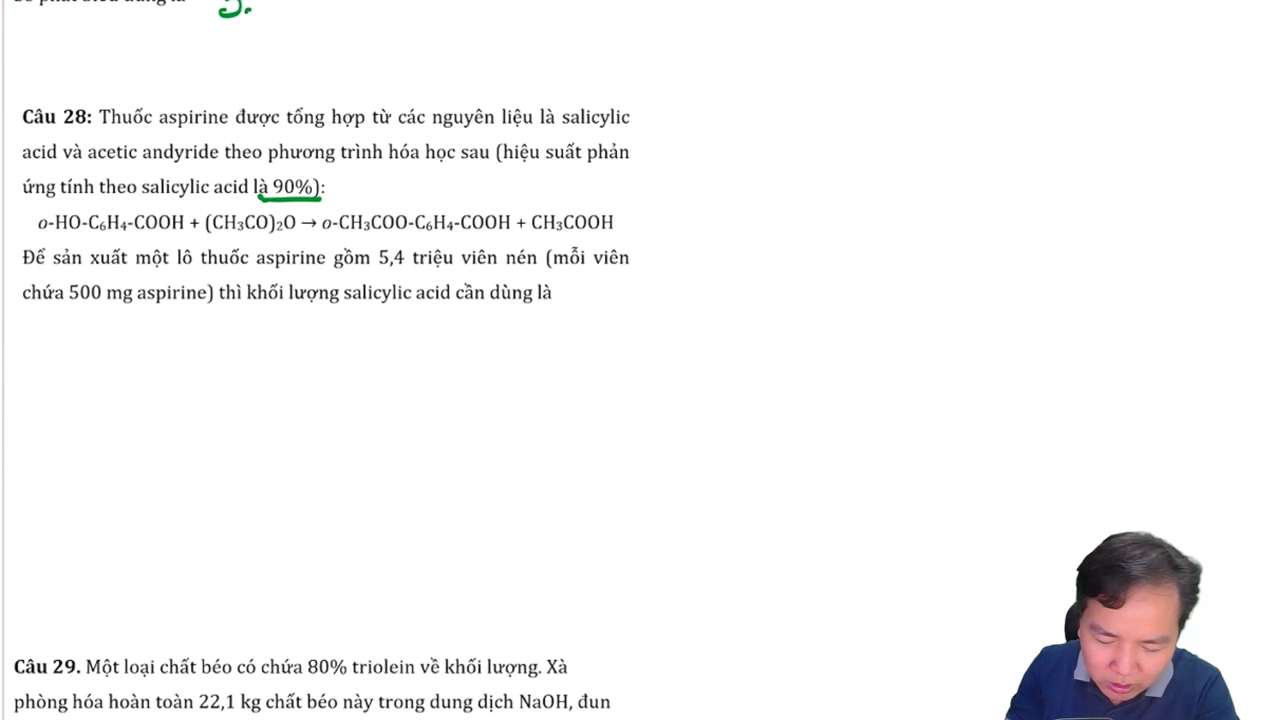 3.
Câu 28: Thuốc aspirine được tổng hợp từ các nguyên liệu là salicylic
acid và acetic andyride theo phương trình hóa học sau (hiệu suất phản
ứng tính theo salicylic acid là 90%):
o-HO-C₆H₄-COOH + (CH₃CO)₂O → o-CH₃COO-C₆H₄-COOH + CH₃COOH
Để sản xuất một lô thuốc aspirine gồm 5,4 triệu viên nén (mỗi viên
chứa 500 mg aspirine) thì khối lượng salicylic acid cần dùng là
Câu 29. Một loại chất béo có chứa 80% triolein về khối lượng. Xà
phòng hóa hoàn toàn 22,1 kg chất béo này trong dung dịch NaOH, đun